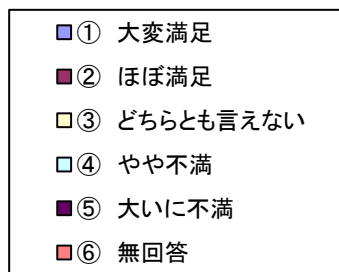 ① 大変満足
② ほぼ満足
③ どちらとも言えない
④ やや不満
⑤ 大いに不満
⑥ 無回答